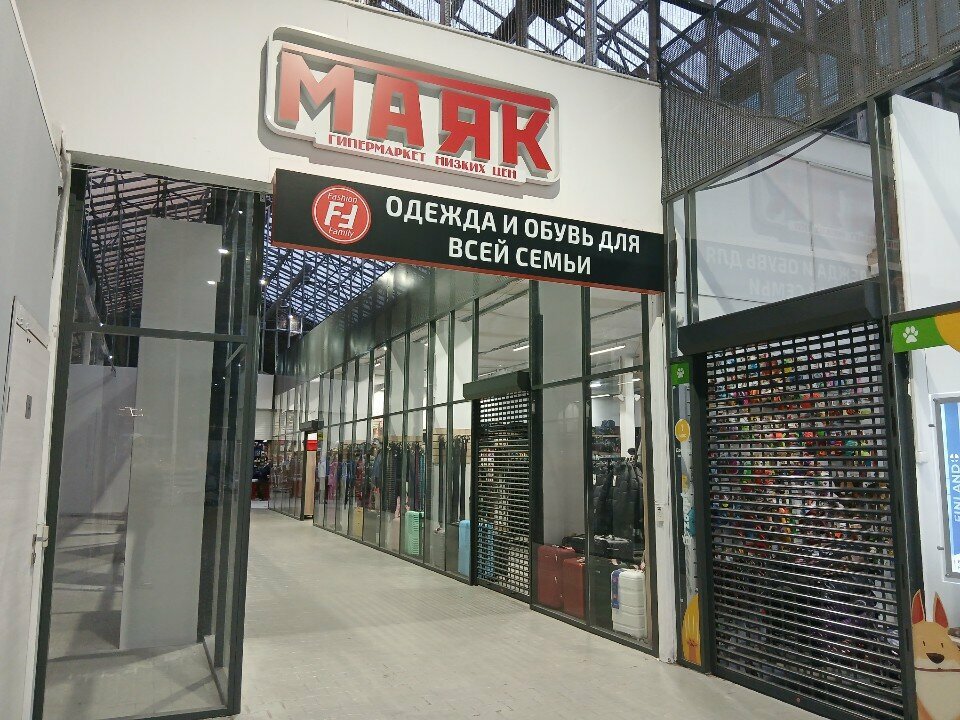 МАЯК
ГИПЕРМАРКЕТ НИЗКИХ ЦЕН
Fashion
FF
Family
ОДЕЖДА И ОБУВЬ ДЛЯ
ВСЕЙ СЕМЬИ
FINLAND